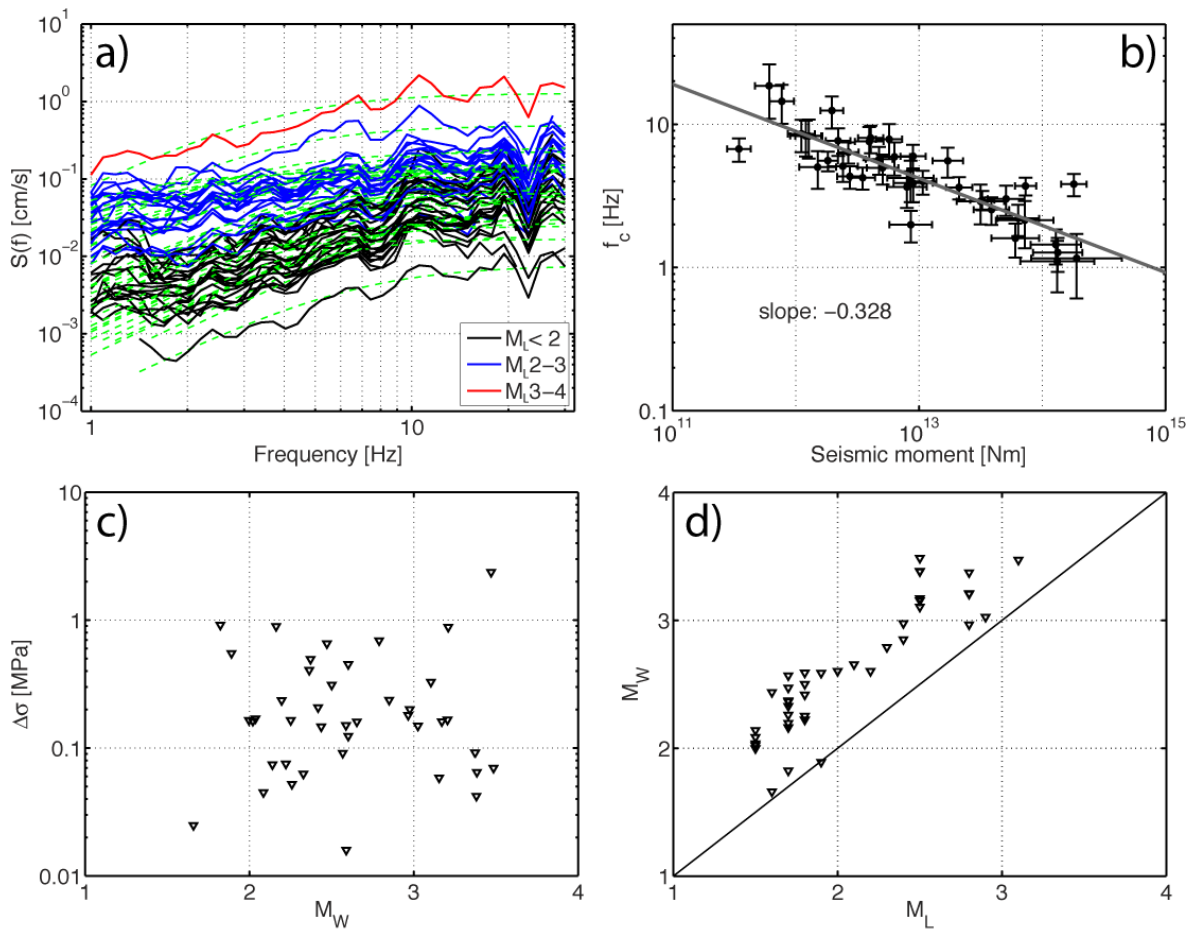 a)
10^1
10^0
10^−1
10^−2
10^−3
10^−4
S(f) [cm/s]
1
10
Frequency [Hz]
M_L< 2
M_L2−3
M_L3−4
b)
10
1
0.1
f_c [Hz]
slope: −0.328
10^11
10^13
10^15
Seismic moment [Nm]
c)
10
1
0.1
0.01
Δσ [MPa]
1
2
3
4
M_W
d)
4
3
2
1
M_W
1
2
3
4
M_L